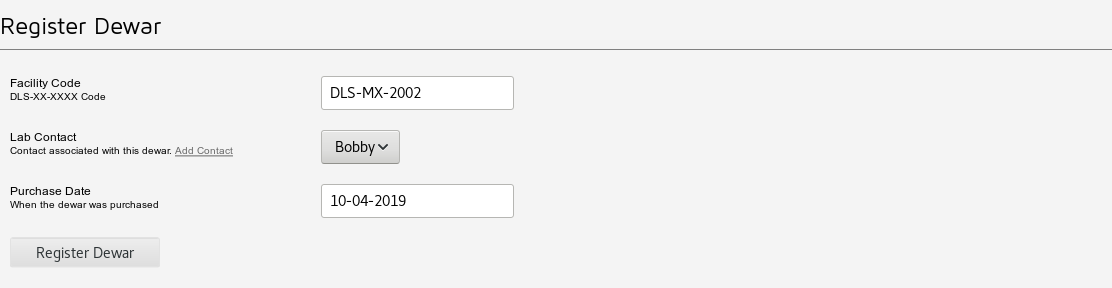 Register Dewar
Facility Code
DLS-XX-XXXX Code
DLS-MX-2002
Lab Contact
Contact associated with this dewar. Add Contact
Bobby
Purchase Date
When the dewar was purchased
10-04-2019
Register Dewar